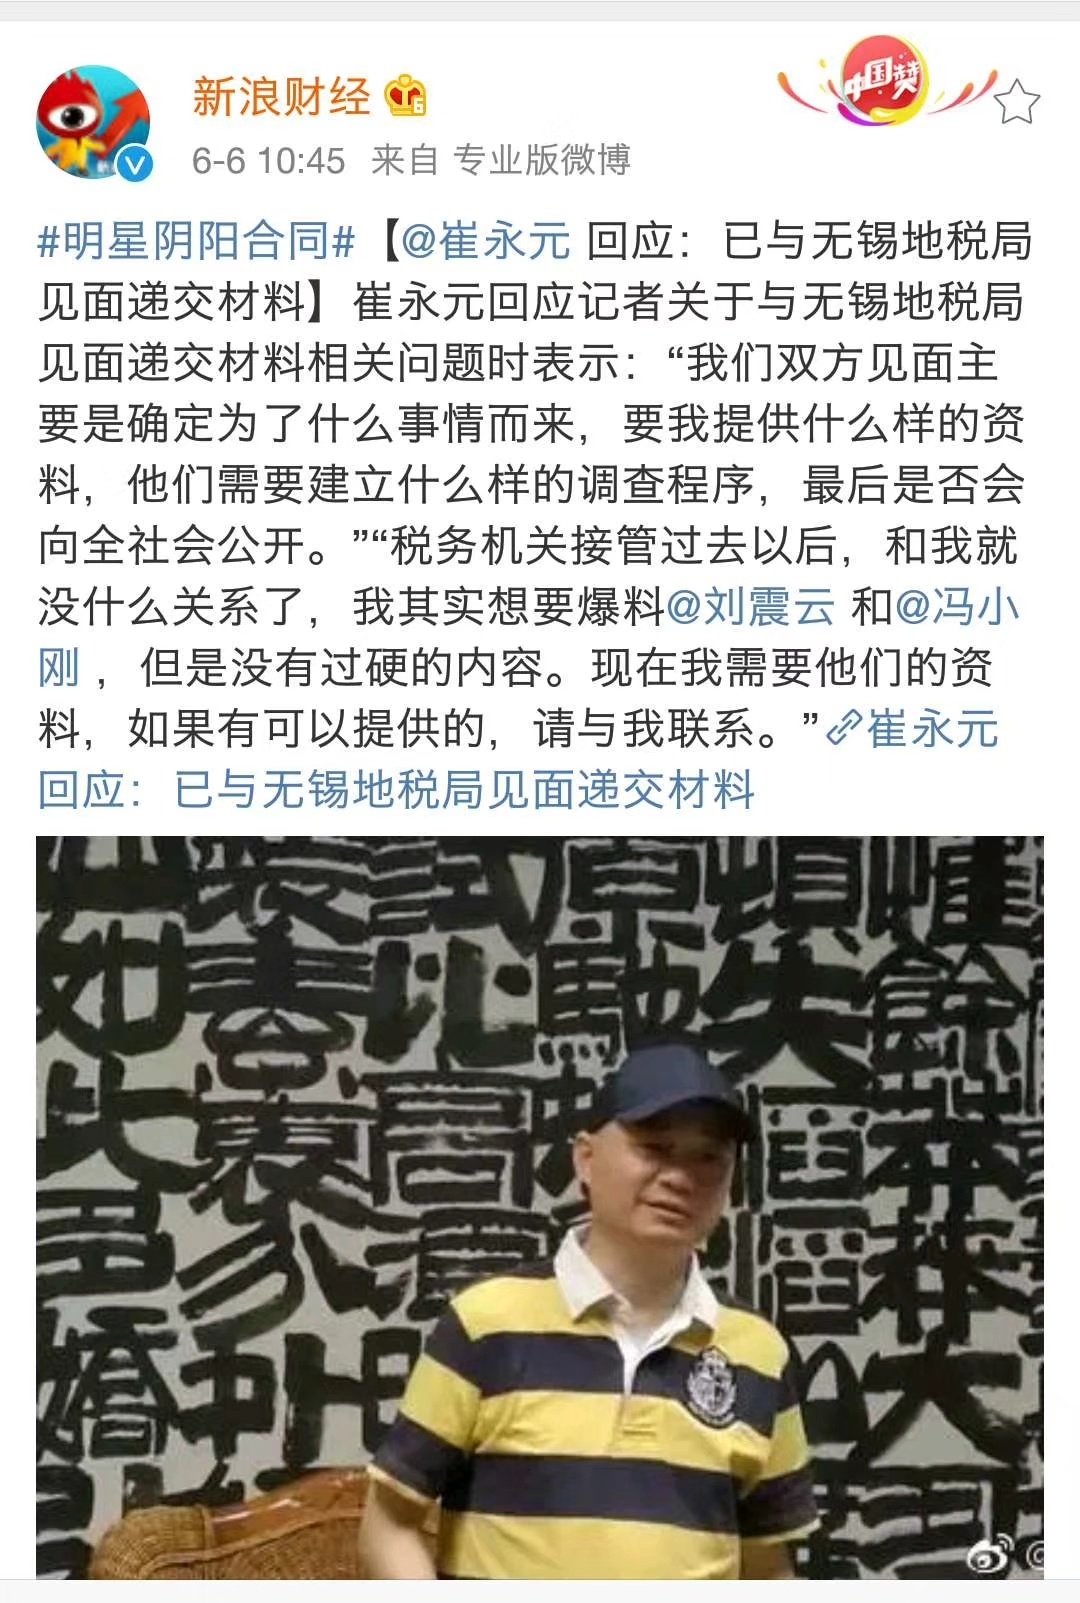 新浪财经
6
中国赞
6-6 10:45 来自 专业版微博
#明星阴阳合同#【@崔永元 回应：已与无锡地税局
见面递交材料】崔永元回应记者关于与无锡地税局
见面递交材料相关问题时表示：“我们双方见面主
要是确定为了什么事情而来，要我提供什么样的资
料，他们需要建立什么样的调查程序，最后是否会
向全社会公开。”“税务机关接管过去以后，和我就
没什么关系了，我其实想要爆料@刘震云 和@冯小
刚 ，但是没有过硬的内容。现在我需要他们的资
料，如果有可以提供的，请与我联系。”崔永元
回应：已与无锡地税局见面递交材料